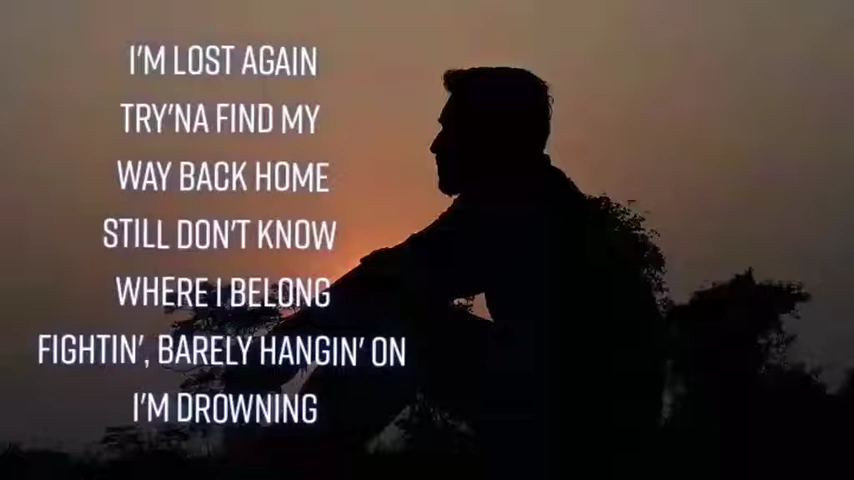 I'M LOST AGAIN
TRY'NA FIND MY
WAY BACK HOME
STILL DON'T KNOW
WHERE I BELONG
FIGHTIN', BARELY HANGIN' ON
I'M DROWNING